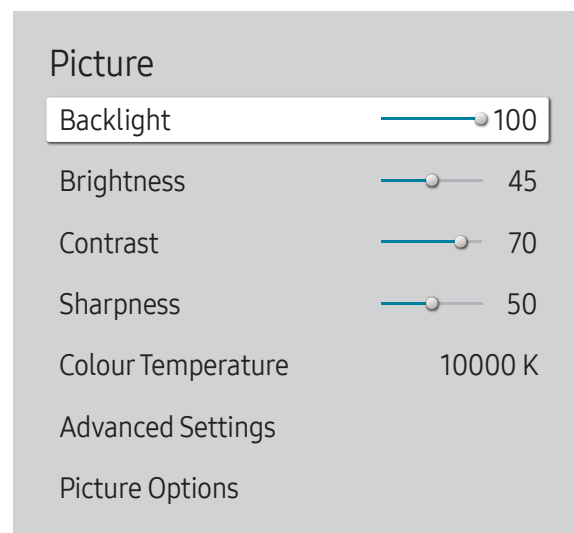 Picture
Backlight 100
Brightness 45
Contrast 70
Sharpness 50
Colour Temperature 10000 K
Advanced Settings
Picture Options